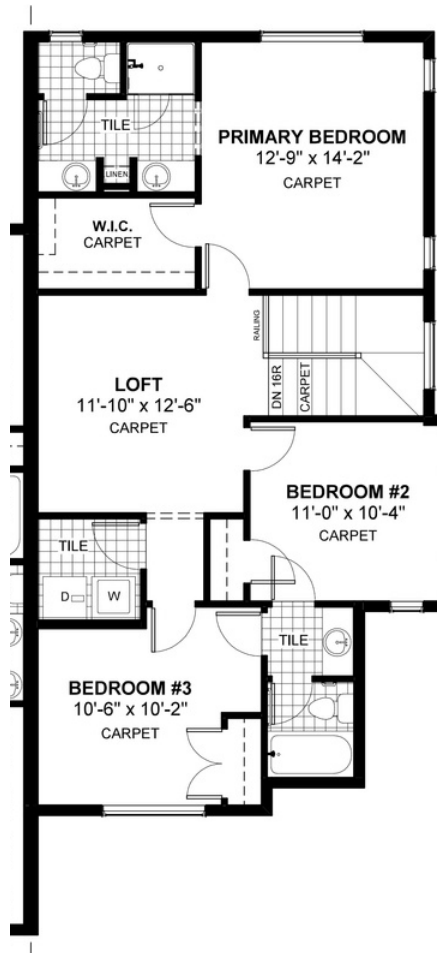 TILE
LINEN
PRIMARY BEDROOM
12'-9" x 14'-2"
CARPET
W.I.C.
CARPET
RAILING
DN 16R
CARPET
LOFT
11'-10" x 12'-6"
CARPET
BEDROOM #2
11'-0" x 10'-4"
CARPET
TILE
D
W
TILE
BEDROOM #3
10'-6" x 10'-2"
CARPET